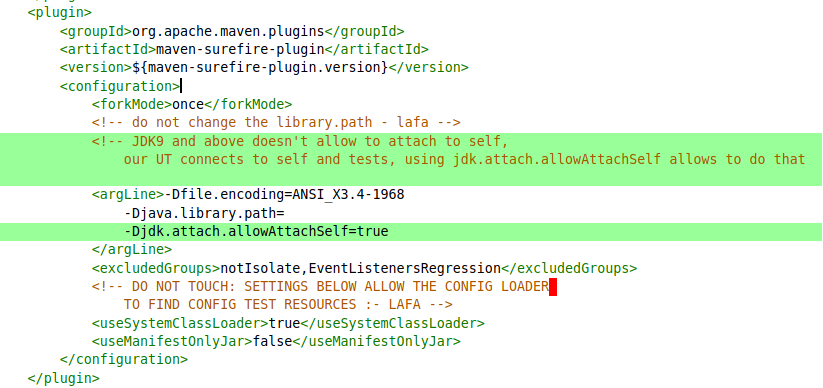 <plugin>
<groupId>org.apache.maven.plugins</groupId>
<artifactId>maven-surefire-plugin</artifactId>
<version>${maven-surefire-plugin.version}</version>
<configuration>
<forkMode>once</forkMode>
<!-- do not change the library.path - lafa -->
<!-- JDK9 and above doesn't allow to attach to self,
our UT connects to self and tests, using jdk.attach.allowAttachSelf allows to do that
<argLine>-Dfile.encoding=ANSI_X3.4-1968
-Djava.library.path=
-Djdk.attach.allowAttachSelf=true
</argLine>
<excludedGroups>notIsolate,EventListenersRegression</excludedGroups>
<!-- DO NOT TOUCH: SETTINGS BELOW ALLOW THE CONFIG LOADER
TO FIND CONFIG TEST RESOURCES :- LAFA -->
<useSystemClassLoader>true</useSystemClassLoader>
<useManifestOnlyJar>false</useManifestOnlyJar>
</configuration>
</plugin>